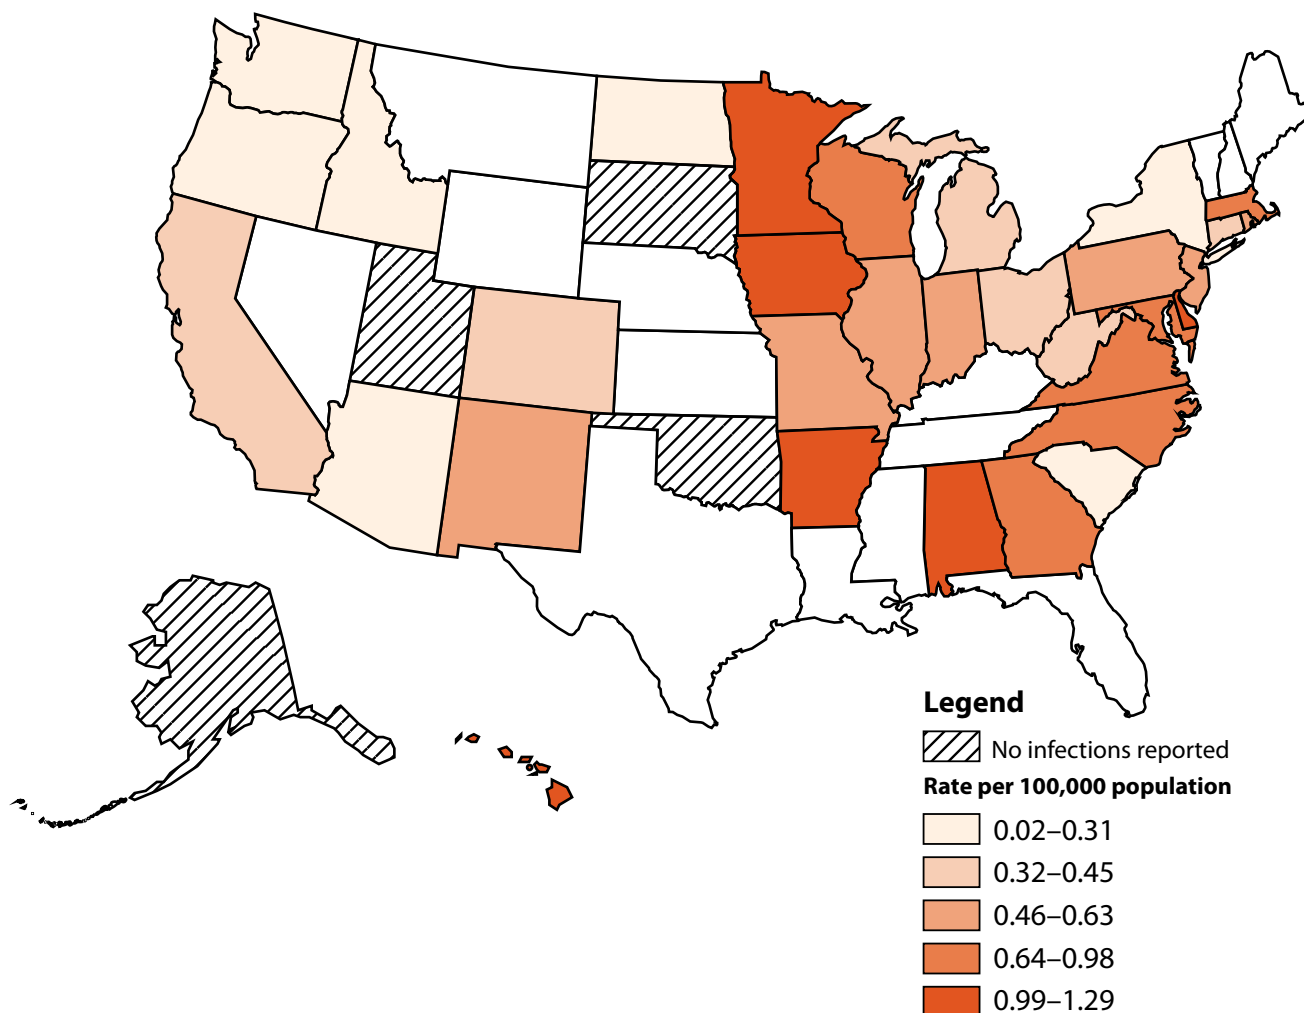 Legend
No infections reported
Rate per 100,000 population
0.02–0.31
0.32–0.45
0.46–0.63
0.64–0.98
0.99–1.29